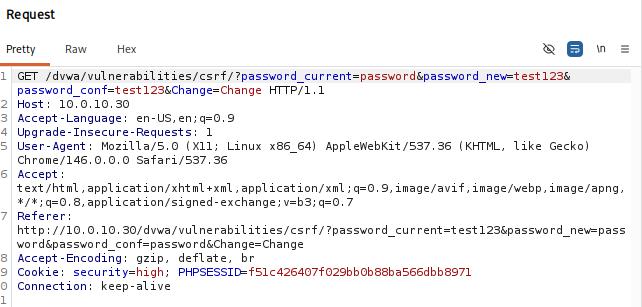 Request
Pretty Raw Hex \n
1 GET /dvwa/vulnerabilities/csrf/?password_current=password&password_new=test123&
password_conf=test123&Change=Change HTTP/1.1
2 Host: 10.0.10.30
3 Accept-Language: en-US,en;q=0.9
4 Upgrade-Insecure-Requests: 1
5 User-Agent: Mozilla/5.0 (X11; Linux x86_64) AppleWebKit/537.36 (KHTML, like Gecko)
Chrome/146.0.0.0 Safari/537.36
6 Accept:
text/html,application/xhtml+xml,application/xml;q=0.9,image/avif,image/webp,image/apng,
*/*;q=0.8,application/signed-exchange;v=b3;q=0.7
7 Referer:
http://10.0.10.30/dvwa/vulnerabilities/csrf/?password_current=test123&password_new=pass
word&password_conf=password&Change=Change
8 Accept-Encoding: gzip, deflate, br
9 Cookie: security=high; PHPSESSID=f51c426407f029bb0b88ba566dbb8971
0 Connection: keep-alive
1